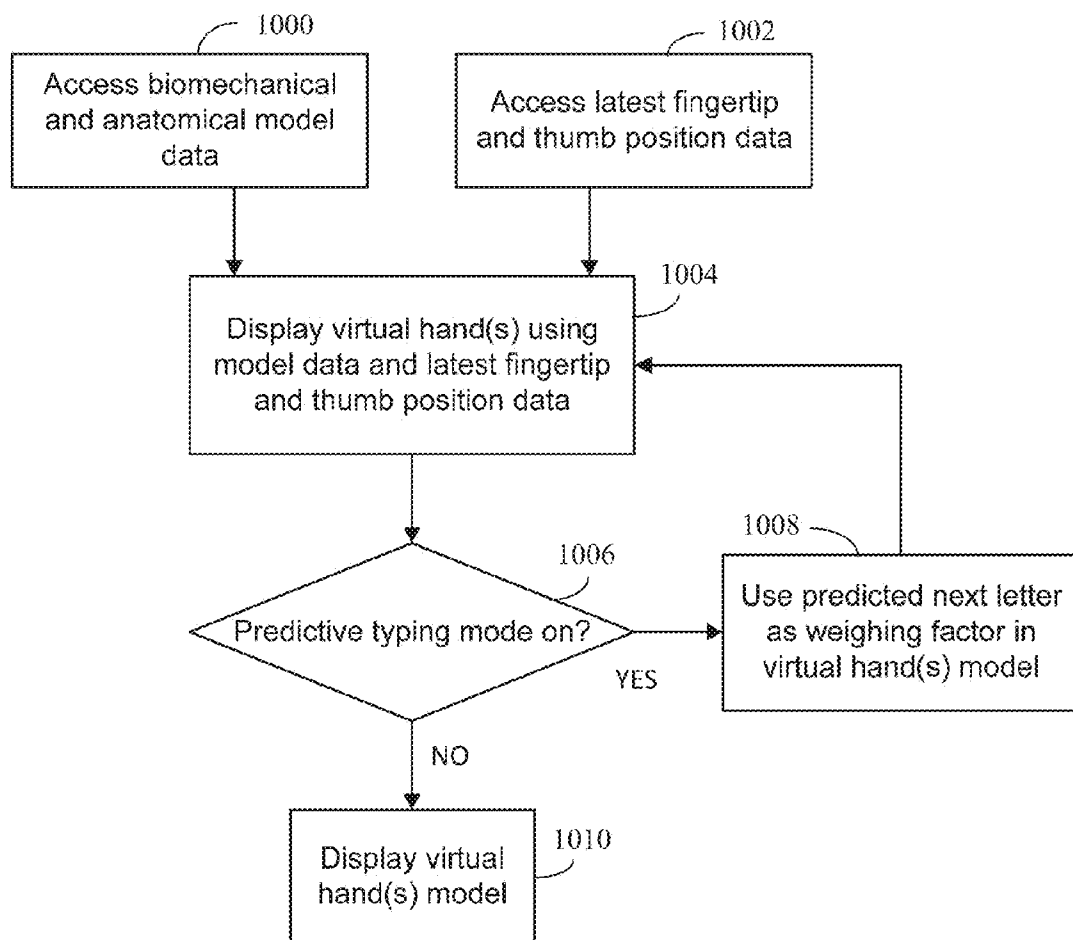 1000
Access biomechanical
and anatomical model
data
1002
Access latest fingertip
and thumb position data
1004
Display virtual hand(s) using
model data and latest fingertip
and thumb position data
1006
Predictive typing mode on?
YES
1008
Use predicted next letter
as weighing factor in
virtual hand(s) model
NO
1010
Display virtual
hand(s) model